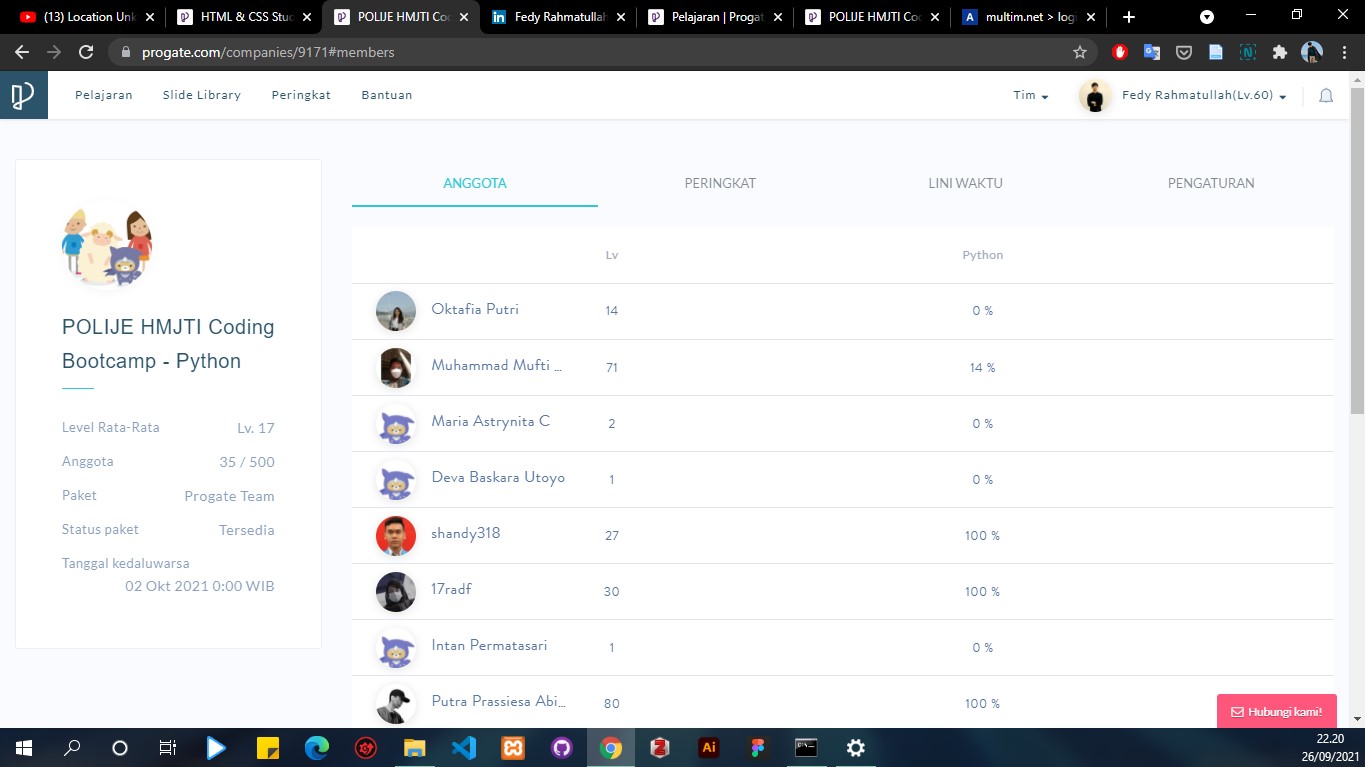 (13) Location Unk
HTML & CSS Stud
POLIJE HMJTI Co
Fedy Rahmatullah
Pelajaran | Progat
POLIJE HMJTI Co
multim.net > log
progate.com/companies/9171#members
Pelajaran
Slide Library
Peringkat
Bantuan
Tim
Fedy Rahmatullah(Lv.60)
POLIJE HMJTI Coding
Bootcamp - Python
Level Rata-Rata Lv. 17
Anggota 35 / 500
Paket Progate Team
Status paket Tersedia
Tanggal kedaluwarsa
02 Okt 2021 0:00 WIB
ANGGOTA
PERINGKAT
LINI WAKTU
PENGATURAN
Lv Python
Oktafia Putri 14 0 %
Muhammad Mufti ... 71 14 %
Maria Astrynita C 2 0 %
Deva Baskara Utoyo 1 0 %
shandy318 27 100 %
17radf 30 100 %
Intan Permatasari 1 0 %
Putra Prassiesa Abi... 80 100 %
Hubungi kami!
22.20
26/09/2021